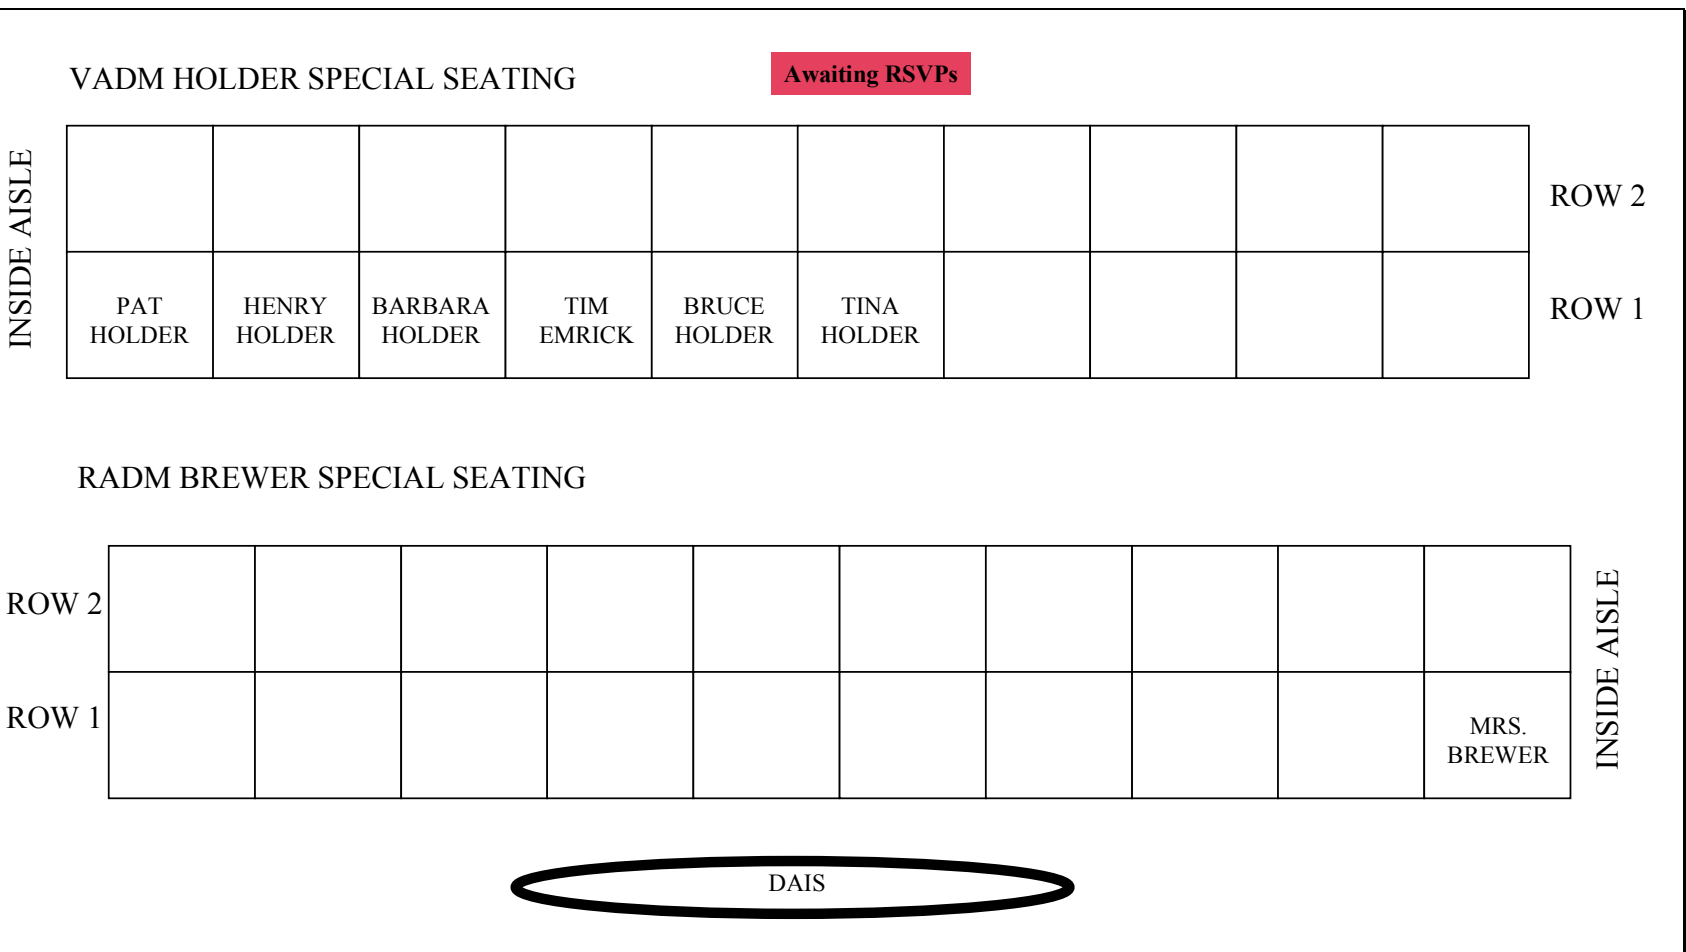 VADM HOLDER SPECIAL SEATING
Awaiting RSVPs
INSIDE AISLE
ROW 2
PAT
HOLDER
HENRY
HOLDER
BARBARA
HOLDER
TIM
EMRICK
BRUCE
HOLDER
TINA
HOLDER
ROW 1
RADM BREWER SPECIAL SEATING
ROW 2
INSIDE AISLE
ROW 1
MRS.
BREWER
DAIS